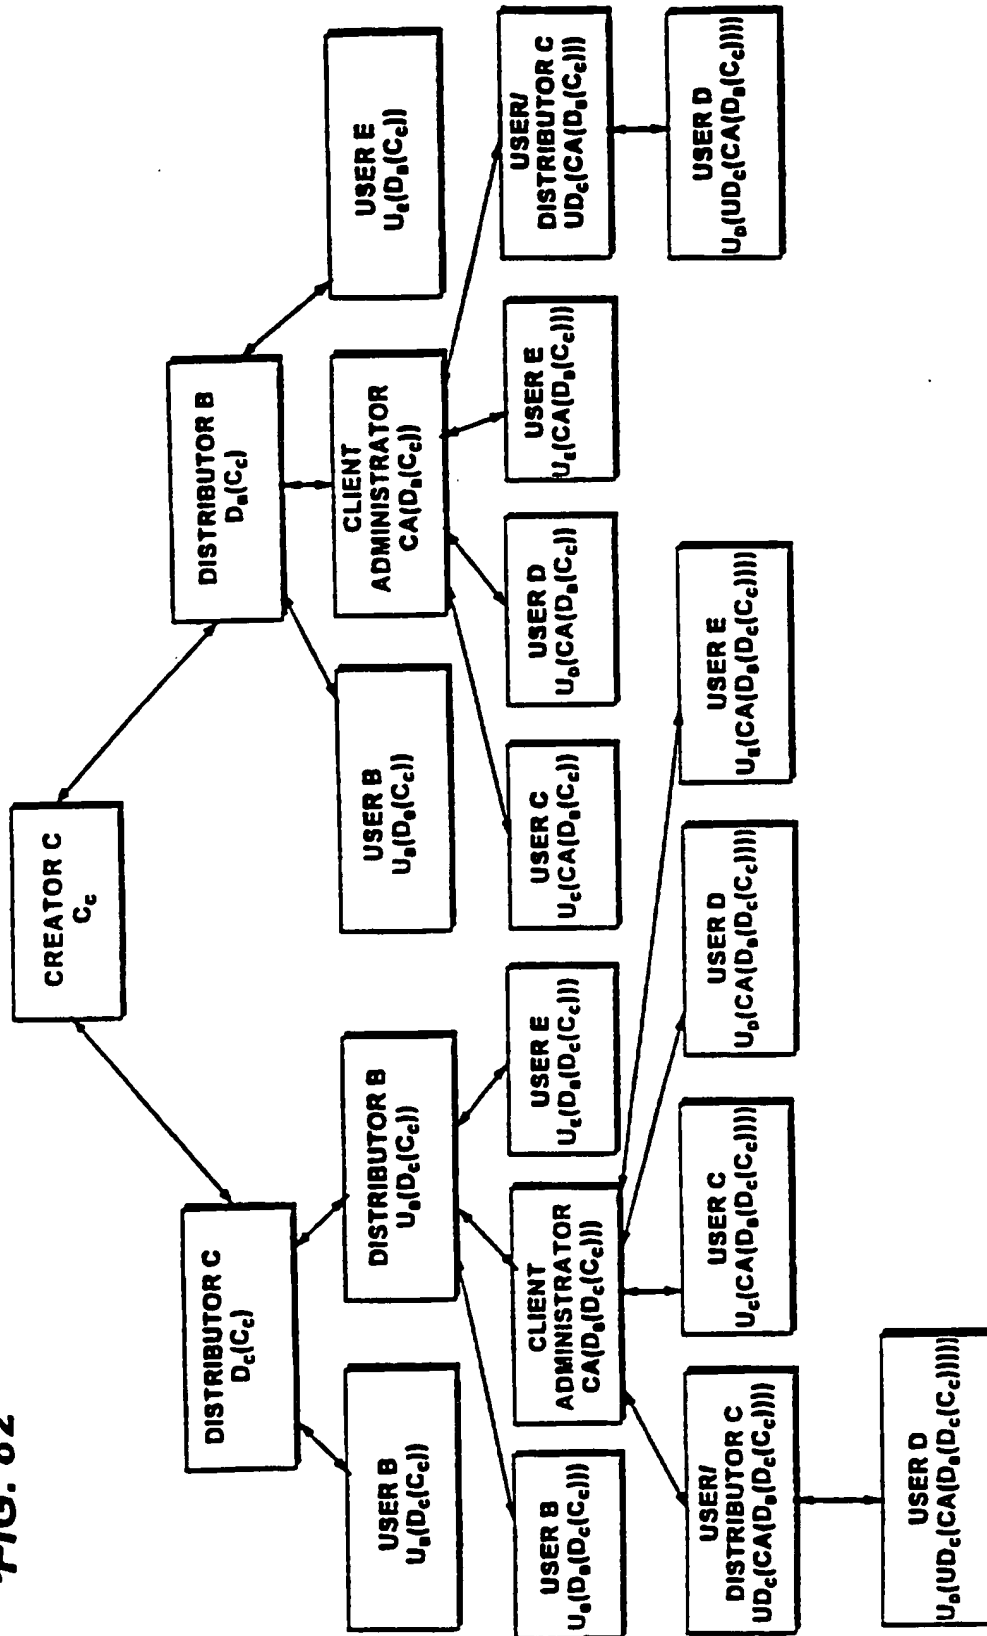 FIG. 82
CREATOR C
CC
DISTRIBUTOR C
DC(CC)
DISTRIBUTOR B
DB(CC)
USER B
UB(DC(CC))
DISTRIBUTOR B
UB(DC(CC))
USER B
UB(DB(CC))
CLIENT
ADMINISTRATOR
CA(DB(CC))
USER E
UE(DB(CC))
USER B
UB(DB(DC(CC)))
CLIENT
ADMINISTRATOR
CA(DB(DC(CC)))
USER E
UE(DB(DC(CC)))
USER C
UC(CA(DB(CC))
USER D
UD(CA(DB(CC))
USER E
UE(CA(DB(CC)))
USER/
DISTRIBUTOR C
UDC(CA(DB(CC)))
USER/
DISTRIBUTOR C
UDC(CA(DB(DC(CC))))
USER C
UC(CA(DB(DC(CC))))
USER D
UD(CA(DB(DC(CC))))
USER E
UE(CA(DB(DC(CC))))
USER D
UD(UDC(CA(DB(CC))))
USER D
UD(UDC(CA(DB(DC(CC)))))